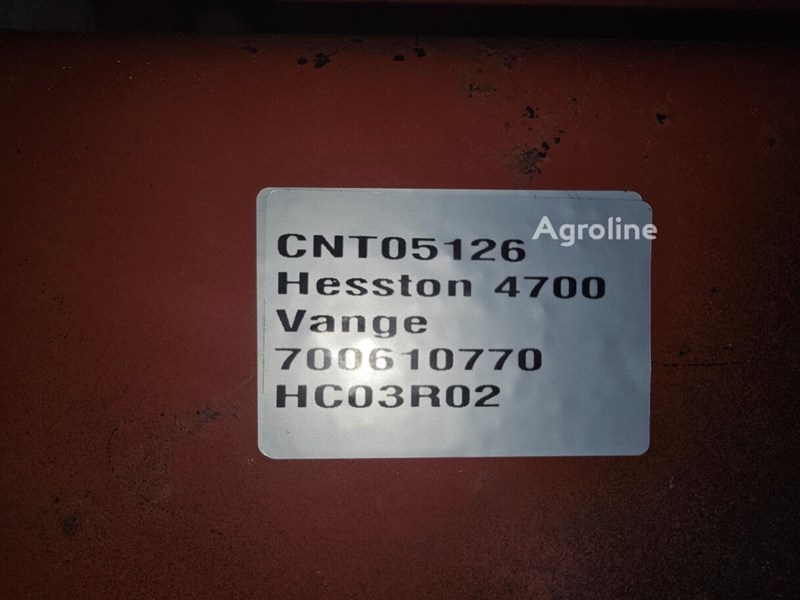 Agroline
CNT05126
Hesston 4700
Vange
700610770
HC03R02